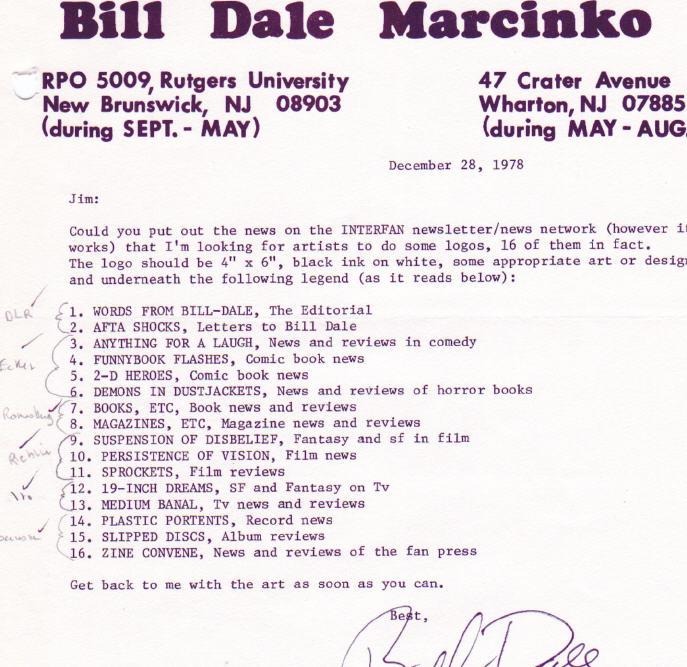 Bill Dale Marcinko
RPO 5009, Rutgers University
New Brunswick, NJ 08903
(during SEPT. - MAY)
47 Crater Avenue
Wharton, NJ 07885
(during MAY - AUG.
December 28, 1978
Jim:
Could you put out the news on the INTERFAN newsletter/news network (however it
works) that I'm looking for artists to do some logos, 16 of them in fact.
The logo should be 4" x 6", black ink on white, some appropriate art or design
and underneath the following legend (as it reads below):
1. WORDS FROM BILL-DALE, The Editorial
2. AFTA SHOCKS, Letters to Bill Dale
3. ANYTHING FOR A LAUGH, News and reviews in comedy
4. FUNNYBOOK FLASHES, Comic book news
5. 2-D HEROES, Comic book news
6. DEMONS IN DUSTJACKETS, News and reviews of horror books
7. BOOKS, ETC, Book news and reviews
8. MAGAZINES, ETC, Magazine news and reviews
9. SUSPENSION OF DISBELIEF, Fantasy and sf in film
10. PERSISTENCE OF VISION, Film news
11. SPROCKETS, Film reviews
12. 19-INCH DREAMS, SF and Fantasy on Tv
13. MEDIUM BANAL, Tv news and reviews
14. PLASTIC PORTENTS, Record news
15. SLIPPED DISCS, Album reviews
16. ZINE CONVENE, News and reviews of the fan press
DLR
Get back to me with the art as soon as you can.
Best,
Bill Dale